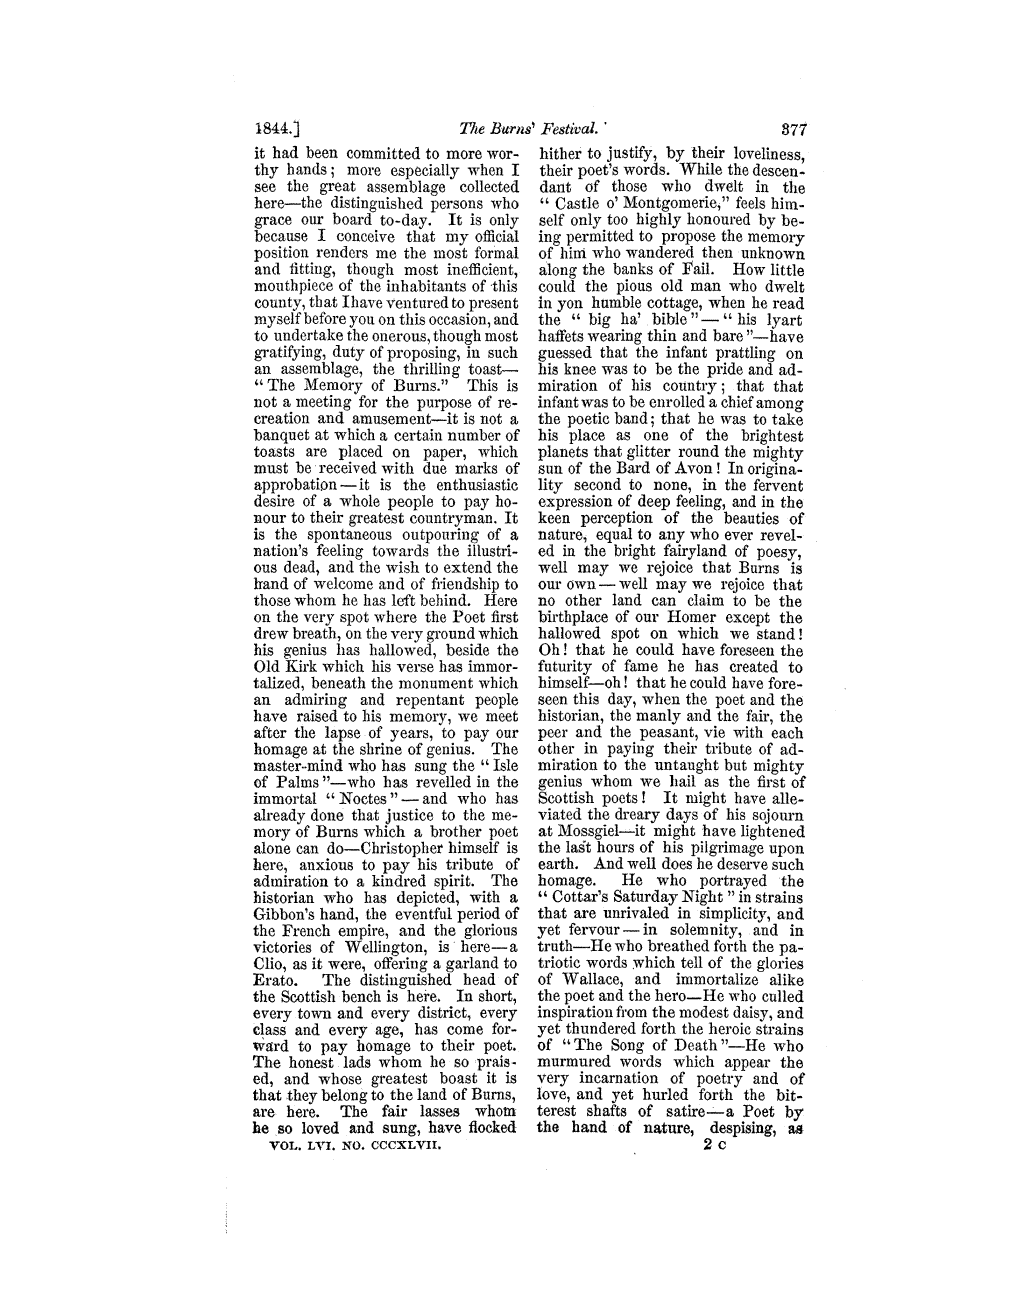 1844.] The Burns' Festival. 377
it had been committed to more wor-
thy hands; more especially when I
see the great assemblage collected
here—the distinguished persons who
grace our board to-day. It is only
because I conceive that my official
position renders me the most formal
and fitting, though most inefficient,
mouthpiece of the inhabitants of this
county, that I have ventured to present
myself before you on this occasion, and
to undertake the onerous, though most
gratifying, duty of proposing, in such
an assemblage, the thrilling toast—
"The Memory of Burns." This is
not a meeting for the purpose of re-
creation and amusement—it is not a
banquet at which a certain number of
toasts are placed on paper, which
must be received with due marks of
approbation—it is the enthusiastic
desire of a whole people to pay ho-
nour to their greatest countryman. It
is the spontaneous outpouring of a
nation's feeling towards the illustri-
ous dead, and the wish to extend the
hand of welcome and of friendship to
those whom he has left behind. Here
on the very spot where the Poet first
drew breath, on the very ground which
his genius has hallowed, beside the
Old Kirk which his verse has immor-
talized, beneath the monument which
an admiring and repentant people
have raised to his memory, we meet
after the lapse of years, to pay our
homage at the shrine of genius. The
master-mind who has sung the "Isle
of Palms"—who has revelled in the
immortal "Noctes"—and who has
already done that justice to the me-
mory of Burns which a brother poet
alone can do—Christopher himself is
here, anxious to pay his tribute of
admiration to a kindred spirit. The
historian who has depicted, with a
Gibbon's hand, the eventful period of
the French empire, and the glorious
victories of Wellington, is here—a
Clio, as it were, offering a garland to
Erato. The distinguished head of
the Scottish bench is here. In short,
every town and every district, every
class and every age, has come for-
ward to pay homage to their poet.
The honest lads whom he so prais-
ed, and whose greatest boast it is
that they belong to the land of Burns,
are here. The fair lasses whom
he so loved and sung, have flocked
hither to justify, by their loveliness,
their poet's words. While the descen-
dant of those who dwelt in the
"Castle o' Montgomerie," feels him-
self only too highly honoured by be-
ing permitted to propose the memory
of him who wandered then unknown
along the banks of Fail. How little
could the pious old man who dwelt
in yon humble cottage, when he read
the "big ha' bible"—"his lyart
haffets wearing thin and bare"—have
guessed that the infant prattling on
his knee was to be the pride and ad-
miration of his country; that that
infant was to be enrolled a chief among
the poetic band; that he was to take
his place as one of the brightest
planets that glitter round the mighty
sun of the Bard of Avon! In origina-
lity second to none, in the fervent
expression of deep feeling, and in the
keen perception of the beauties of
nature, equal to any who ever revel-
ed in the bright fairyland of poesy,
well may we rejoice that Burns is
our own—well may we rejoice that
no other land can claim to be the
birthplace of our Homer except the
hallowed spot on which we stand!
Oh! that he could have foreseen the
futurity of fame he has created to
himself—oh! that he could have fore-
seen this day, when the poet and the
historian, the manly and the fair, the
peer and the peasant, vie with each
other in paying their tribute of ad-
miration to the untaught but mighty
genius whom we hail as the first of
Scottish poets! It might have alle-
viated the dreary days of his sojourn
at Mossgiel—it might have lightened
the last hours of his pilgrimage upon
earth. And well does he deserve such
homage. He who portrayed the
"Cottar's Saturday Night" in strains
that are unrivaled in simplicity, and
yet fervour—in solemnity, and in
truth—He who breathed forth the pa-
triotic words which tell of the glories
of Wallace, and immortalize alike
the poet and the hero—He who culled
inspiration from the modest daisy, and
yet thundered forth the heroic strains
of "The Song of Death"—He who
murmured words which appear the
very incarnation of poetry and of
love, and yet hurled forth the bit-
terest shafts of satire—a Poet by
the hand of nature, despising, as
VOL. LVI. NO. CCCXLVII. 2 C